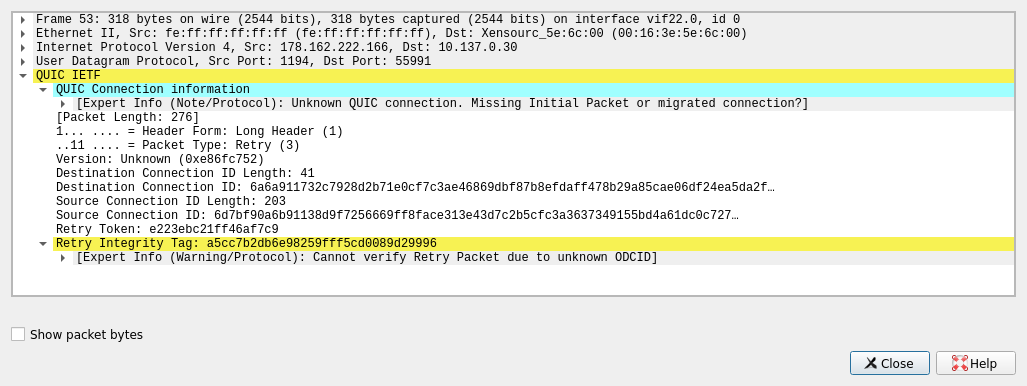 Frame 53: 318 bytes on wire (2544 bits), 318 bytes captured (2544 bits) on interface vif22.0, id 0
Ethernet II, Src: fe:ff:ff:ff:ff:ff (fe:ff:ff:ff:ff:ff), Dst: Xensourc_5e:6c:00 (00:16:3e:5e:6c:00)
Internet Protocol Version 4, Src: 178.162.222.166, Dst: 10.137.0.30
User Datagram Protocol, Src Port: 1194, Dst Port: 55991
QUIC IETF
QUIC Connection information
[Expert Info (Note/Protocol): Unknown QUIC connection. Missing Initial Packet or migrated connection?]
[Packet Length: 276]
1... .... = Header Form: Long Header (1)
..11 .... = Packet Type: Retry (3)
Version: Unknown (0xe86fc752)
Destination Connection ID Length: 41
Destination Connection ID: 6a6a911732c7928d2b71e0cf7c3ae46869dbf87b8efdaff478b29a85cae06df24ea5da2f…
Source Connection ID Length: 203
Source Connection ID: 6d7bf90a6b91138d9f7256669ff8face313e43d7c2b5cfc3a3637349155bd4a61dc0c727…
Retry Token: e223ebc21ff46af7c9
Retry Integrity Tag: a5cc7b2db6e98259fff5cd0089d29996
[Expert Info (Warning/Protocol): Cannot verify Retry Packet due to unknown ODCID]
Show packet bytes
Close
Help